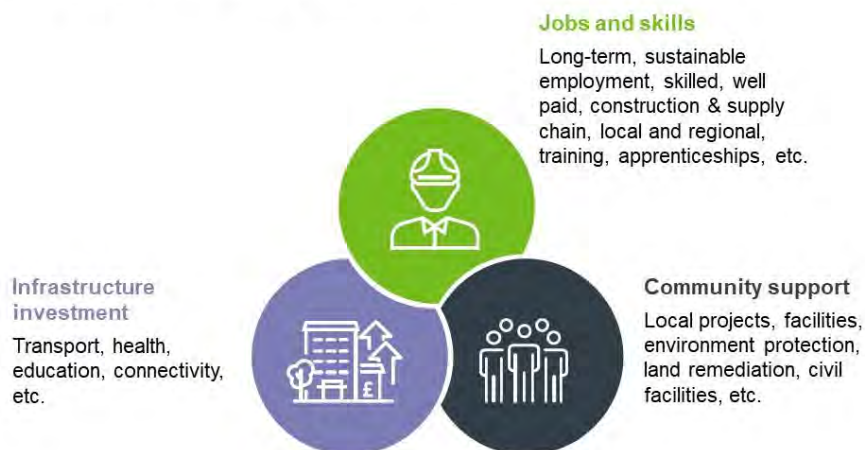 Jobs and skills
Long-term, sustainable
employment, skilled, well
paid, construction & supply
chain, local and regional,
training, apprenticeships, etc.
Infrastructure
investment
Transport, health,
education, connectivity,
etc.
£
Community support
Local projects, facilities,
environment protection,
land remediation, civil
facilities, etc.